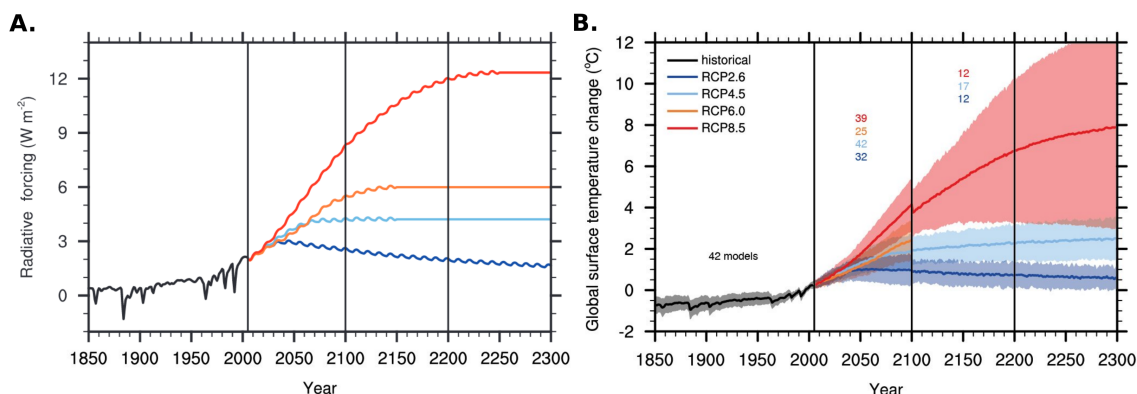 A.
Radiative forcing (W m-2)
12
9
6
3
0
1850 1900 1950 2000 2050 2100 2150 2200 2250 2300
Year
B.
Global surface temperature change (°C)
12
10
8
6
4
2
0
-2
historical
RCP2.6
RCP4.5
RCP6.0
RCP8.5
39
25
42
32
12
17
12
42 models
1850 1900 1950 2000 2050 2100 2150 2200 2250 2300
Year